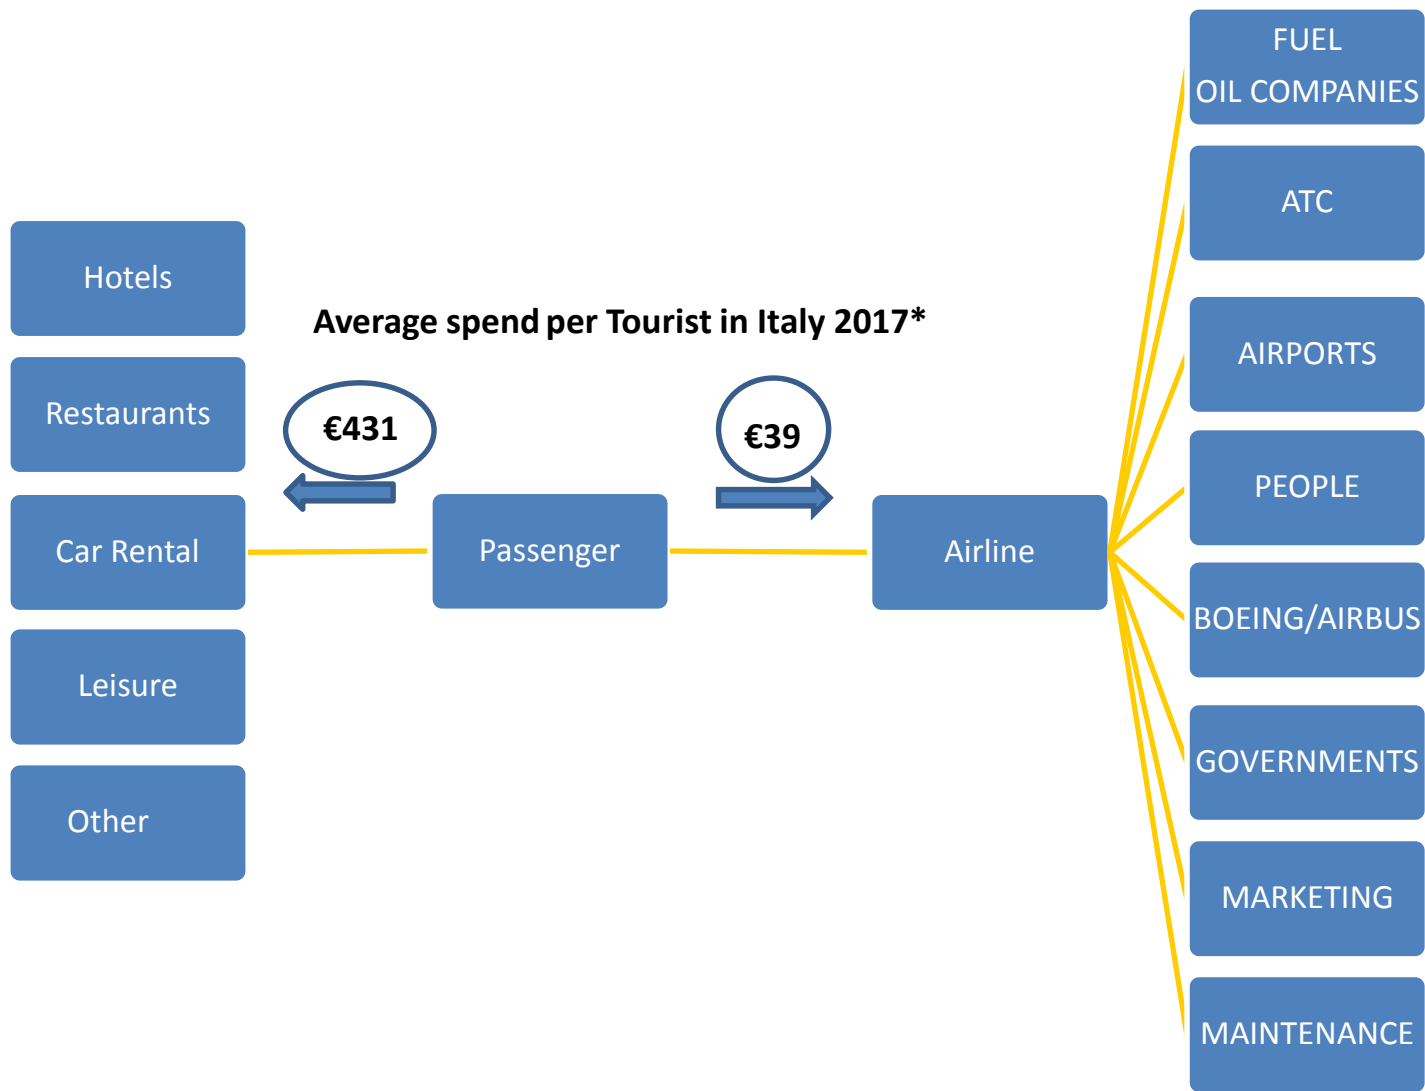 FUEL
OIL COMPANIES
ATC
Hotels
Average spend per Tourist in Italy 2017*
AIRPORTS
Restaurants
€431
€39
PEOPLE
Car Rental
Passenger
Airline
BOEING/AIRBUS
Leisure
GOVERNMENTS
Other
MARKETING
MAINTENANCE